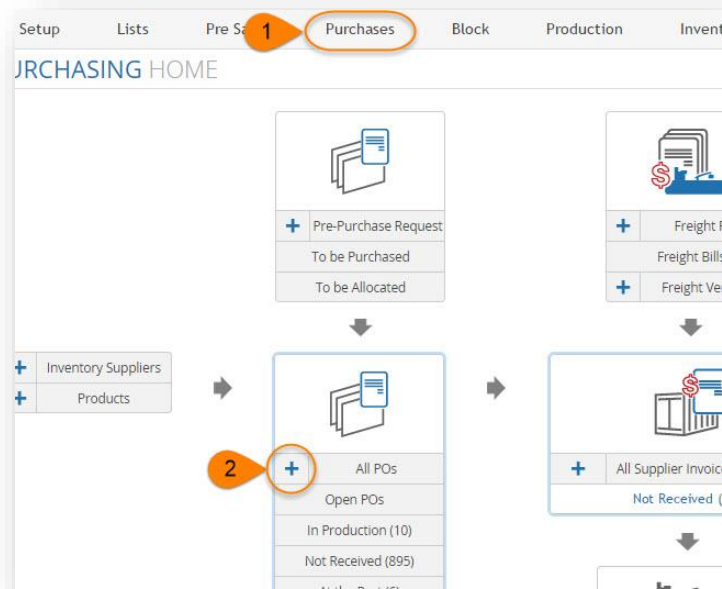 Setup Lists Pre Sa 1 Purchases Block Production Invent
URCHASING HOME
Pre-Purchase Request
To be Purchased
To be Allocated
Freight
Freight Bills
Freight Ve
Inventory Suppliers
Products
2 + All POs
Open POs
In Production (10)
Not Received (895)
+ All Supplier Invoice
Not Received (